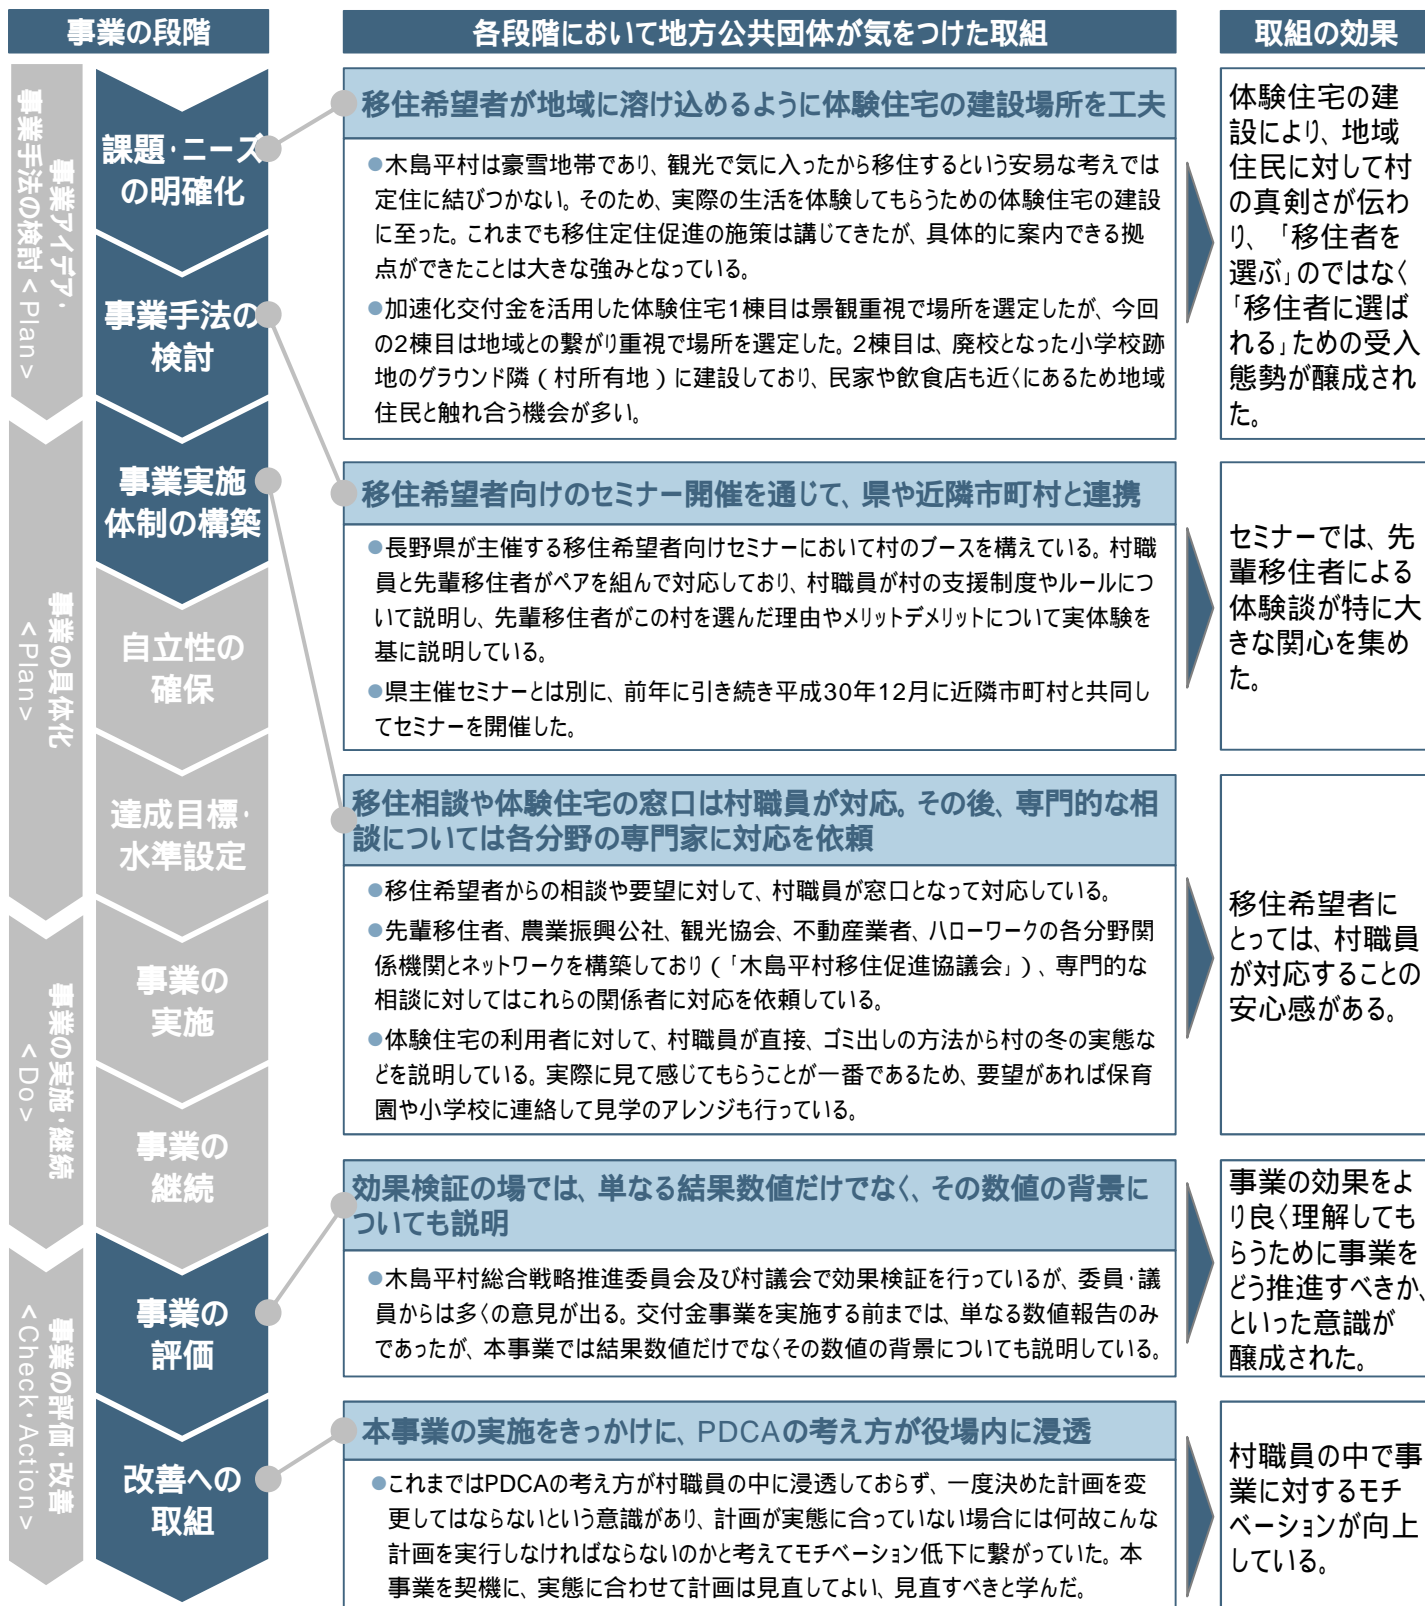 事業の段階
各段階において地方公共団体が気をつけた取組
取組の効果
事業アイデア・
事業手法の検討<Plan>
事業の具体化
<Plan>
事業の実施・継続
<Do>
事業の評価・改善
<Check・Action>
課題・ニーズ
の明確化
事業手法の
検討
事業実施
体制の構築
自立性の
確保
達成目標・
水準設定
事業の
実施
事業の
継続
事業の
評価
改善への
取組
移住希望者が地域に溶け込めるように体験住宅の建設場所を工夫
●木島平村は豪雪地帯であり、観光で気に入ったから移住するという安易な考えでは
定住に結びつかない。そのため、実際の生活を体験してもらうための体験住宅の建設
に至った。これまでも移住定住促進の施策は講じてきたが、具体的に案内できる拠
点ができたことは大きな強みとなっている。
●加速化交付金を活用した体験住宅1棟目は景観重視で場所を選定したが、今回
の2棟目は地域との繋がり重視で場所を選定した。2棟目は、廃校となった小学校跡
地のグラウンド隣（村所有地）に建設しており、民家や飲食店も近くにあるため地域
住民と触れ合う機会が多い。
体験住宅の建
設により、地域
住民に対して村
の真剣さが伝わ
り、「移住者を
選ぶ」のではなく
「移住者に選ば
れる」ための受入
態勢が醸成され
た。
移住希望者向けのセミナー開催を通じて、県や近隣市町村と連携
●長野県が主催する移住希望者向けセミナーにおいて村のブースを構えている。村職
員と先輩移住者がペアを組んで対応しており、村職員が村の支援制度やルールにつ
いて説明し、先輩移住者がこの村を選んだ理由やメリットデメリットについて実体験を
基に説明している。
●県主催セミナーとは別に、前年に引き続き平成30年12月に近隣市町村と共同し
てセミナーを開催した。
セミナーでは、先
輩移住者による
体験談が特に大
きな関心を集め
た。
移住相談や体験住宅の窓口は村職員が対応。その後、専門的な相
談については各分野の専門家に対応を依頼
●移住希望者からの相談や要望に対して、村職員が窓口となって対応している。
●先輩移住者、農業振興公社、観光協会、不動産業者、ハローワークの各分野関
係機関とネットワークを構築しており（「木島平村移住促進協議会」）、専門的な
相談に対してはこれらの関係者に対応を依頼している。
●体験住宅の利用者に対して、村職員が直接、ゴミ出しの方法から村の冬の実態な
どを説明している。実際に見て感じてもらうことが一番であるため、要望があれば保育
園や小学校に連絡して見学のアレンジも行っている。
移住希望者に
とっては、村職員
が対応することの
安心感がある。
効果検証の場では、単なる結果数値だけでなく、その数値の背景に
ついても説明
●木島平村総合戦略推進委員会及び村議会で効果検証を行っているが、委員・議
員からは多くの意見が出る。交付金事業を実施する前までは、単なる数値報告のみ
であったが、本事業では結果数値だけでなくその数値の背景についても説明している。
事業の効果をよ
り良く理解しても
らうために事業を
どう推進すべきか、
といった意識が
醸成された。
本事業の実施をきっかけに、PDCAの考え方が役場内に浸透
●これまではPDCAの考え方が村職員の中に浸透しておらず、一度決めた計画を変
更してはならないという意識があり、計画が実態に合っていない場合には何故こんな
計画を実行しなければならないのかと考えてモチベーション低下に繋がっていた。本
事業を契機に、実態に合わせて計画は見直してよい、見直すべきと学んだ。
村職員の中で事
業に対するモチ
ベーションが向上
している。